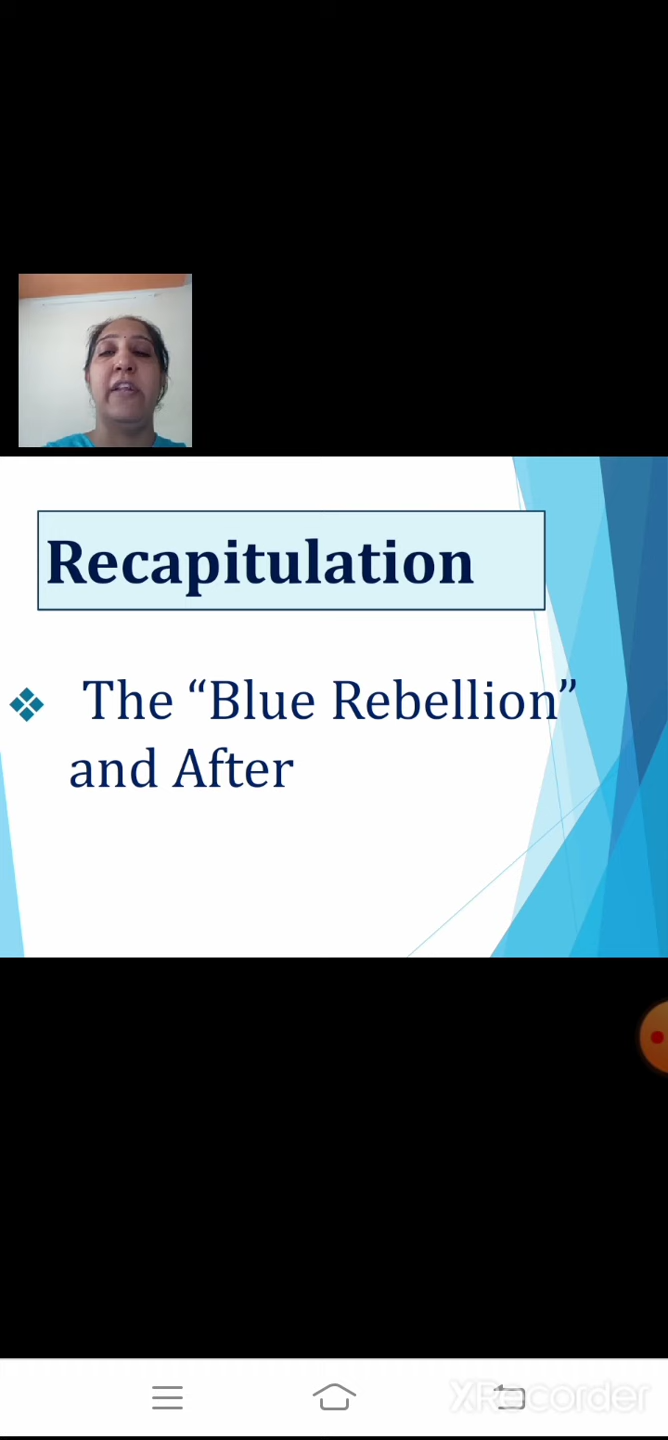 Recapitulation
The “Blue Rebellion”
and After
XRecorder